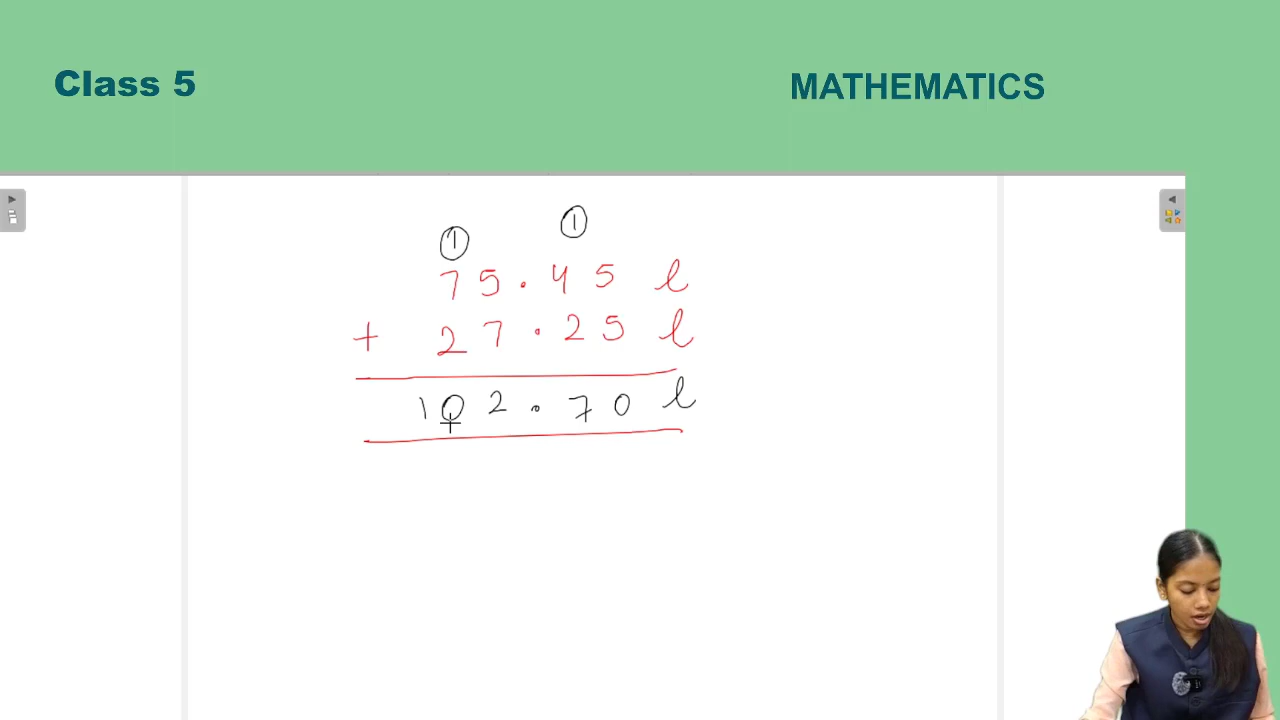 Class 5
MATHEMATICS
1 1
75.45 l
+ 27.25 l
102.70 l